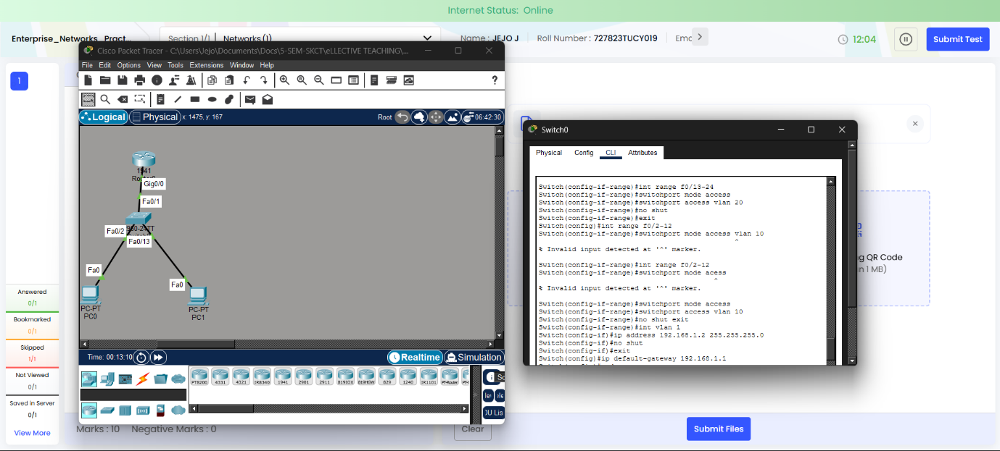 Internet Status: Online
Enterprise_Networks_Pract...
Section 1/1 | Networks (1)
Name : JEJO J
Roll Number : 727823TUCY019
Ema
12:04
Submit Test
1
Cisco Packet Tracer - C:\Users\Jejo\Documents\Docs\5-SEM-SKCT\eLLECTIVE TEACHING\...
File Edit Options View Tools Extensions Window Help
?
Logical
Physical
x: 1475, y: 167
Root
06:42:30
1941
Router0
Gig0/0
Fa0/1
Fa0/2
960-24TT
Fa0/13
Fa0
Fa0
PC-PT
PC0
PC-PT
PC1
Time: 00:13:10
Realtime
Simulation
PT8200 4331 4321 IR8340 1941 2901 2911 819IOX 819HGW 829 1240 IR1101 PT-Router
Answered
0/1
Bookmarked
0/1
Skipped
1/1
Not Viewed
0/1
Saved in Server
0/1
View More
Switch0
Physical Config CLI Attributes
Switch(config-if-range)#int range f0/13-24
Switch(config-if-range)#switchport mode access
Switch(config-if-range)#switchport access vlan 20
Switch(config-if-range)#no shut
Switch(config-if-range)#exit
Switch(config)#int range f0/2-12
Switch(config-if-range)#switchport mode access vlan 10
^
% Invalid input detected at '^' marker.
Switch(config-if-range)#int range f0/2-12
Switch(config-if-range)#switchport mode acess
^
% Invalid input detected at '^' marker.
Switch(config-if-range)#switchport mode access
Switch(config-if-range)#switchport access vlan 10
Switch(config-if-range)#no shut exit
Switch(config-if-range)#int vlan 1
Switch(config-if)#ip address 192.168.1.2 255.255.255.0
Switch(config-if)#no shut
Switch(config-if)#exit
Switch(config)#ip default-gateway 192.168.1.1
g QR Code
n 1 MB)
Marks : 10 Negative Marks : 0
Clear
Submit Files